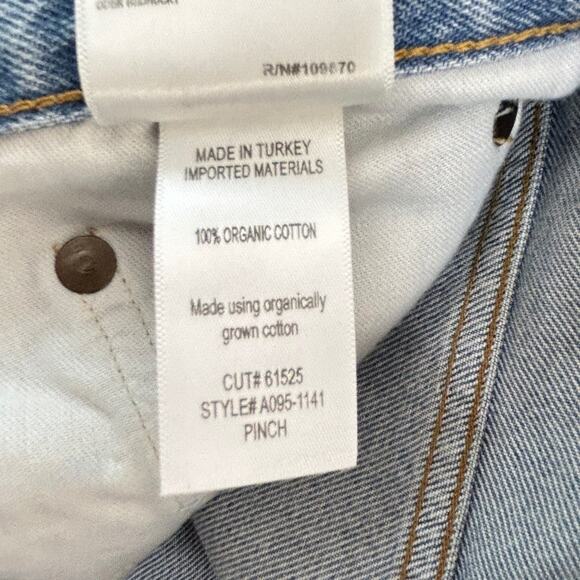 R/N#109870
MADE IN TURKEY
IMPORTED MATERIALS
100% ORGANIC COTTON
Made using organically
grown cotton
CUT# 61525
STYLE# A095-1141
PINCH